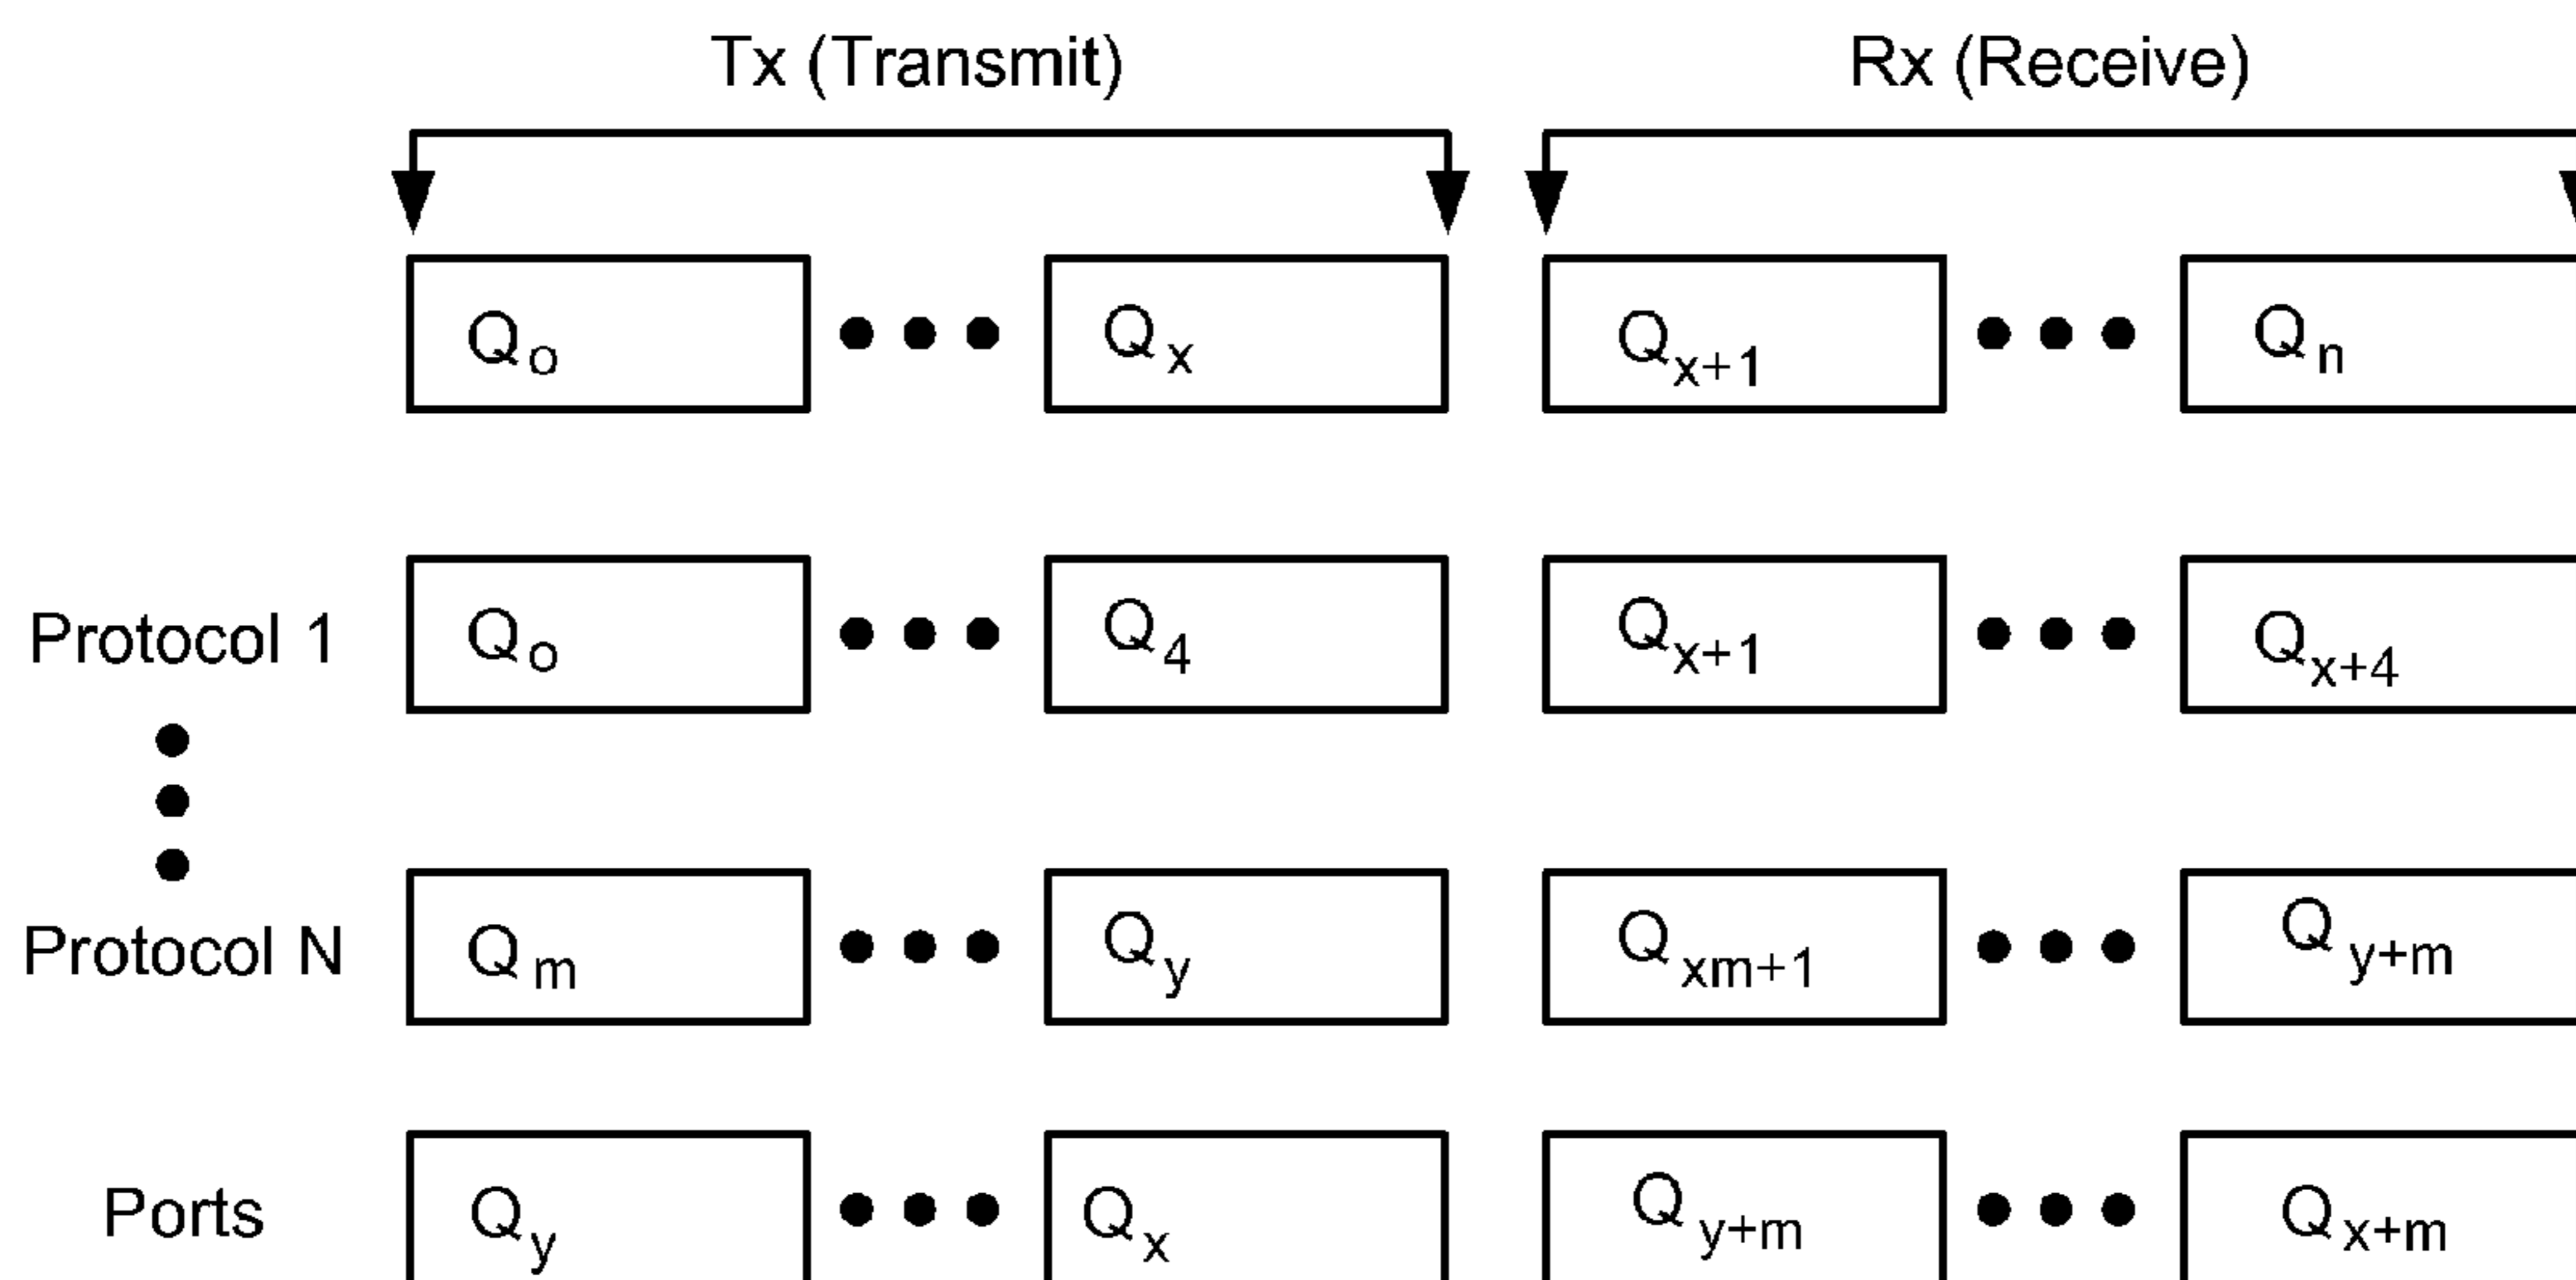 Tx (Transmit) Rx (Receive)
Qo Qx Qx+1 Qn
Protocol 1 Qo Q4 Qx+1 Qx+4
Protocol N Qm Qy Qxm+1 Qy+m
Ports Qy Qx Qy+m Qx+m